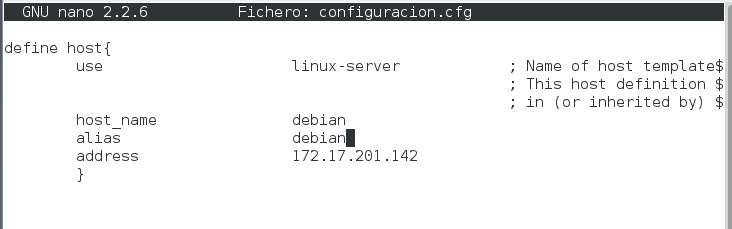 GNU nano 2.2.6 Fichero: configuracion.cfg
define host{
use linux-server ; Name of host template$
; This host definition $
; in (or inherited by) $
host_name debian
alias debian
address 172.17.201.142
}